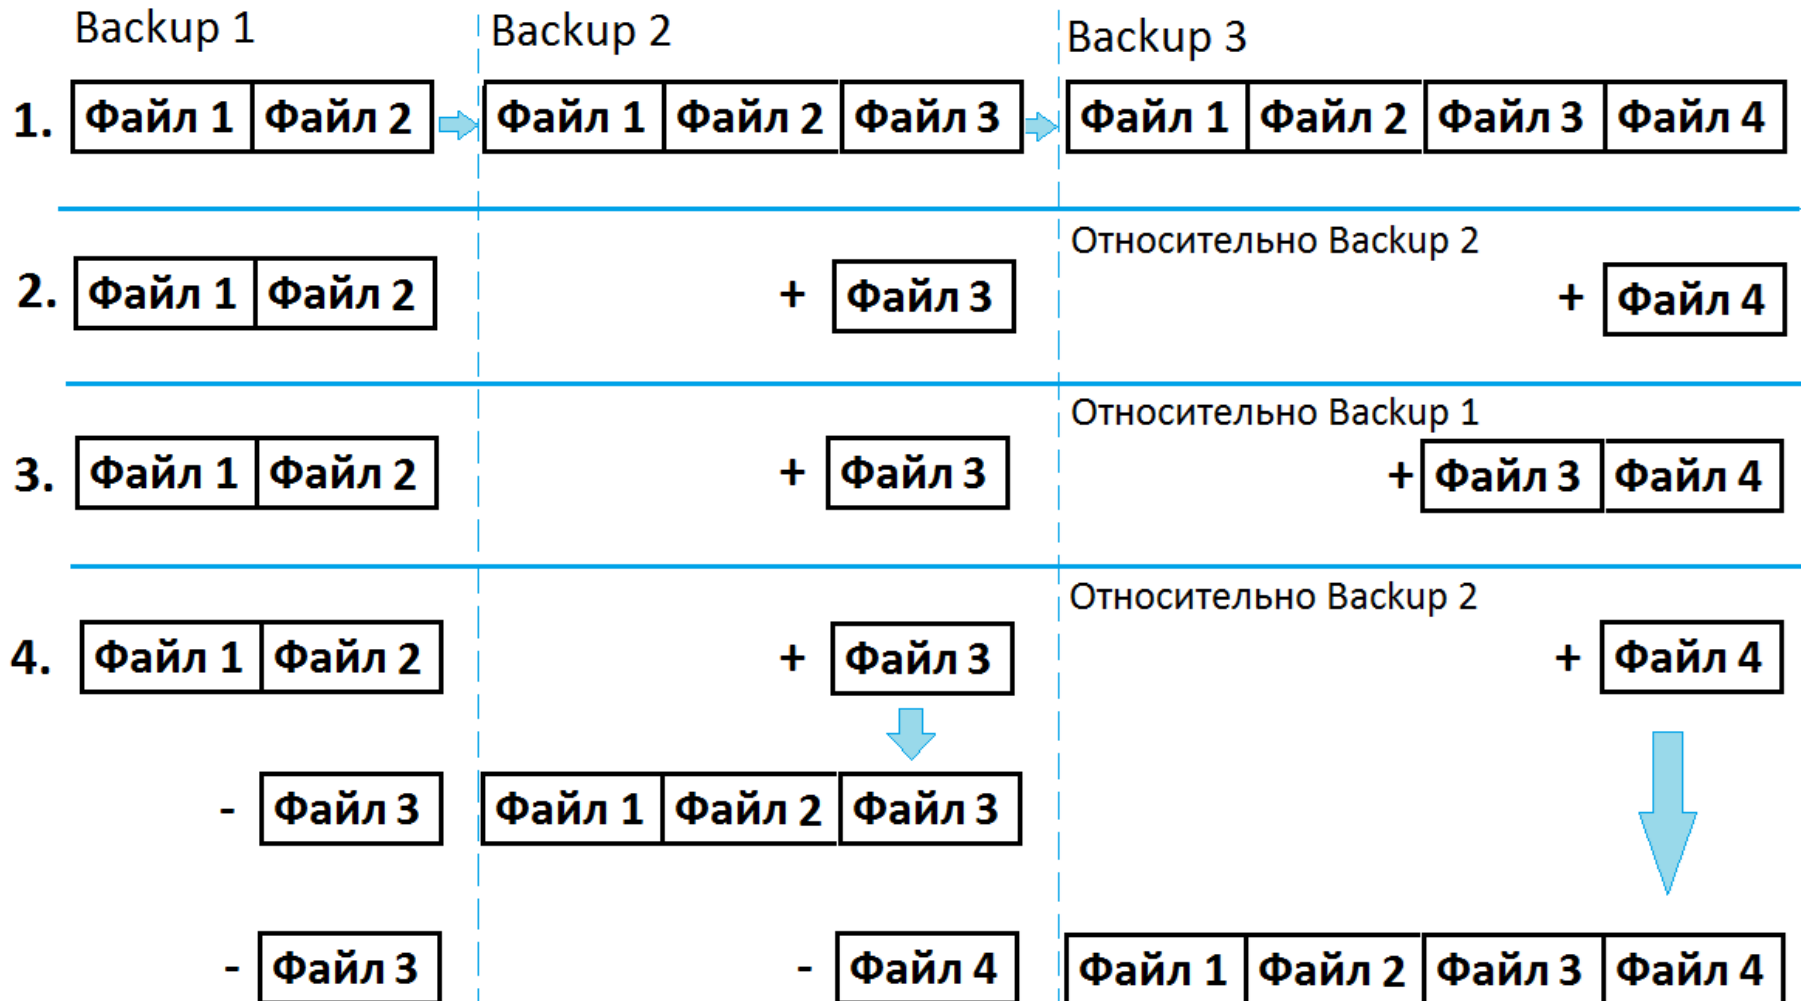 Backup 1 Backup 2 Backup 3
1. Файл 1 Файл 2 Файл 1 Файл 2 Файл 3 Файл 1 Файл 2 Файл 3 Файл 4
Относительно Backup 2
2. Файл 1 Файл 2 + Файл 3 + Файл 4
Относительно Backup 1
3. Файл 1 Файл 2 + Файл 3 + Файл 3 Файл 4
Относительно Backup 2
4. Файл 1 Файл 2 + Файл 3 + Файл 4
- Файл 3 Файл 1 Файл 2 Файл 3
- Файл 3 - Файл 4 Файл 1 Файл 2 Файл 3 Файл 4